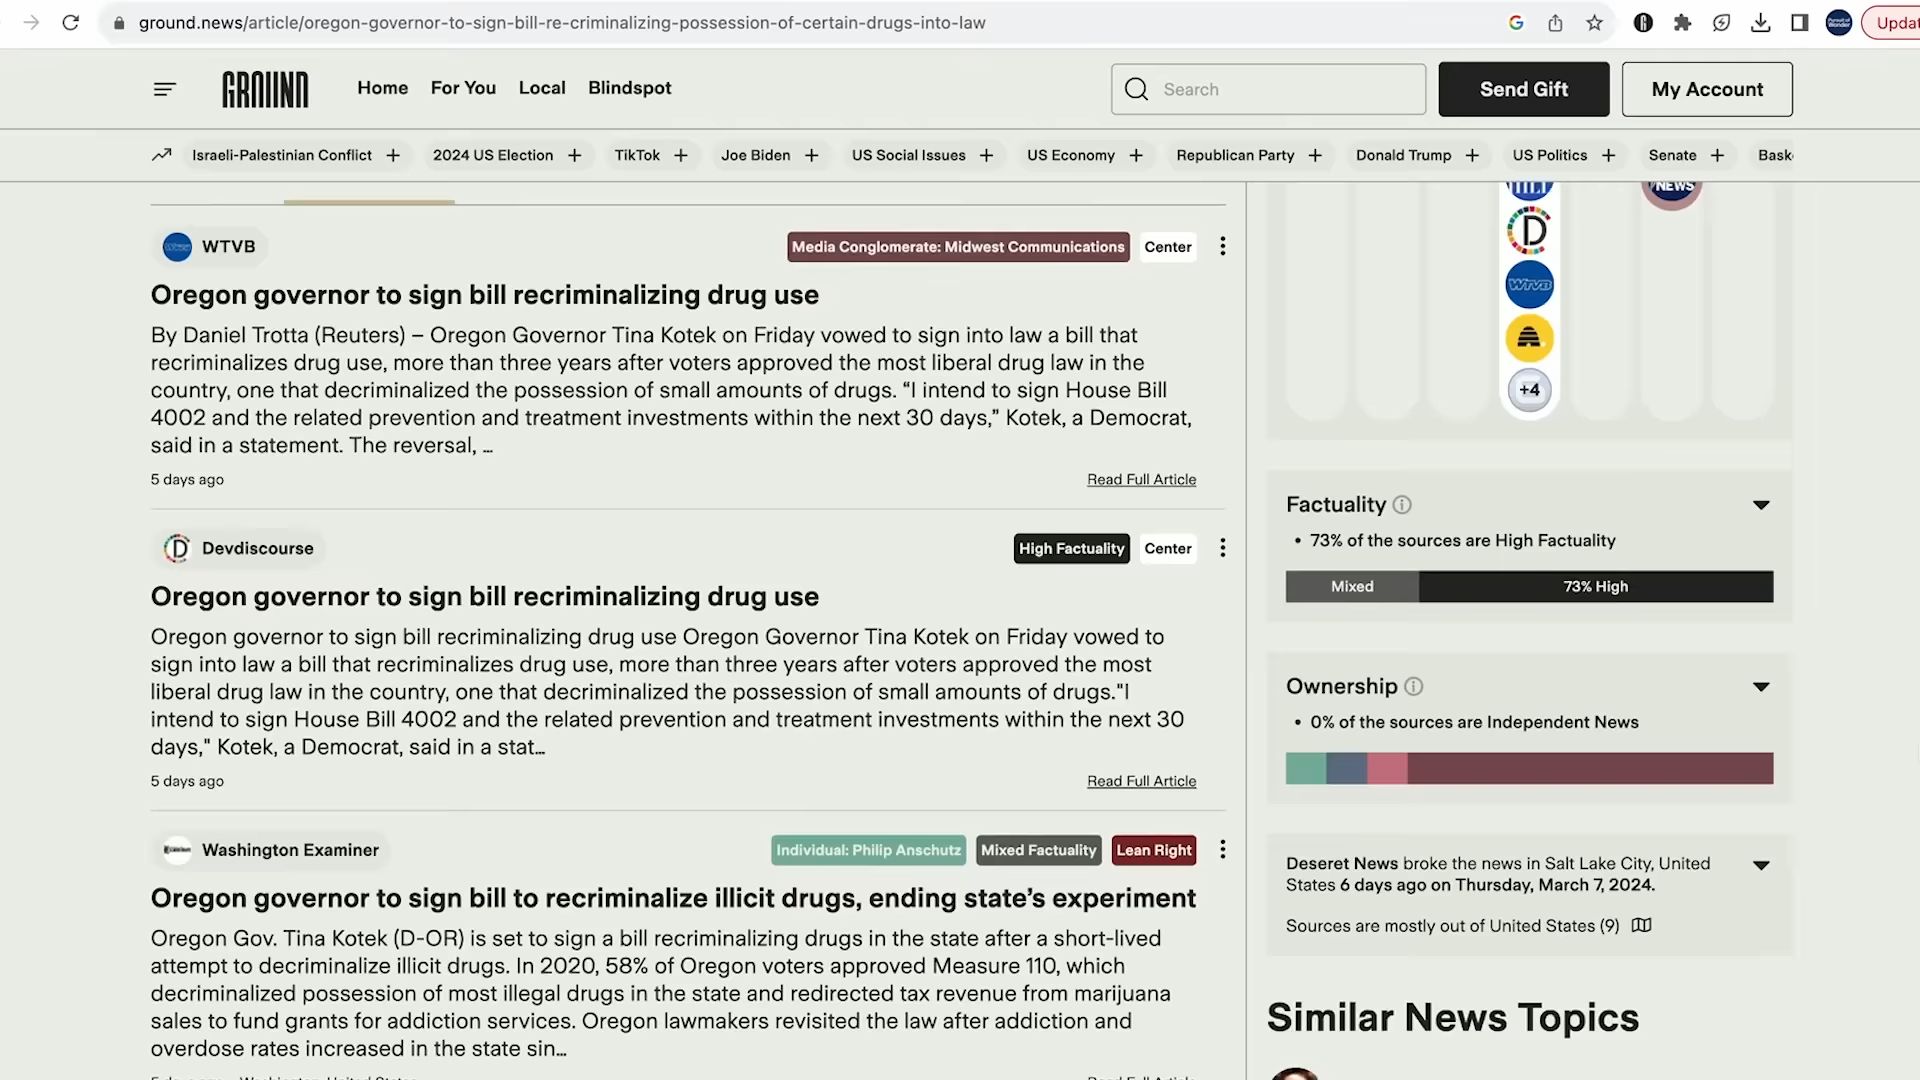 ground.news/article/oregon-governor-to-sign-bill-re-criminalizing-possession-of-certain-drugs-into-law
GROUND
Home For You Local Blindspot
Search
Send Gift
My Account
Israeli-Palestinian Conflict + 2024 US Election + TikTok + Joe Biden + US Social Issues + US Economy + Republican Party + Donald Trump + US Politics + Senate +
WTVB
Media Conglomerate: Midwest Communications Center
Oregon governor to sign bill recriminalizing drug use
By Daniel Trotta (Reuters) – Oregon Governor Tina Kotek on Friday vowed to sign into law a bill that
recriminalizes drug use, more than three years after voters approved the most liberal drug law in the
country, one that decriminalized the possession of small amounts of drugs. “I intend to sign House Bill
4002 and the related prevention and treatment investments within the next 30 days,” Kotek, a Democrat,
said in a statement. The reversal, …
5 days ago
Read Full Article
Devdiscourse
High Factuality Center
Oregon governor to sign bill recriminalizing drug use
Oregon governor to sign bill recriminalizing drug use Oregon Governor Tina Kotek on Friday vowed to
sign into law a bill that recriminalizes drug use, more than three years after voters approved the most
liberal drug law in the country, one that decriminalized the possession of small amounts of drugs."I
intend to sign House Bill 4002 and the related prevention and treatment investments within the next 30
days," Kotek, a Democrat, said in a stat…
5 days ago
Read Full Article
Washington Examiner
Individual: Philip Anschutz Mixed Factuality Lean Right
Oregon governor to sign bill to recriminalize illicit drugs, ending state’s experiment
Oregon Gov. Tina Kotek (D-OR) is set to sign a bill recriminalizing drugs in the state after a short-lived
attempt to decriminalize illicit drugs. In 2020, 58% of Oregon voters approved Measure 110, which
decriminalized possession of most illegal drugs in the state and redirected tax revenue from marijuana
sales to fund grants for addiction services. Oregon lawmakers revisited the law after addiction and
overdose rates increased in the state sin…
NEWS
D
WTVB
+4
Factuality
• 73% of the sources are High Factuality
Mixed 73% High
Ownership
• 0% of the sources are Independent News
Deseret News broke the news in Salt Lake City, United
States 6 days ago on Thursday, March 7, 2024.
Sources are mostly out of United States (9)
Similar News Topics